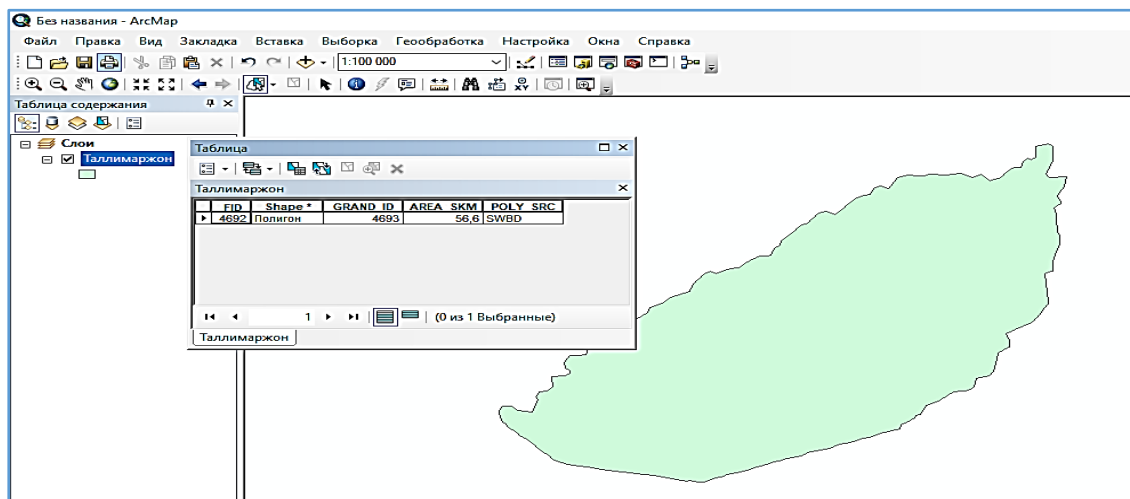 Без названия - ArcMap
Файл Правка Вид Закладка Вставка Выборка Геообработка Настройка Окна Справка
1:100 000
Таблица содержания
Слои
Таллимаржон
Таблица
Таллимаржон
FID Shape * GRAND_ID AREA_SKM POLY_SRC
4692 Полигон 4693 56,6 SWBD
1 (0 из 1 Выбранные)
Таллимаржон